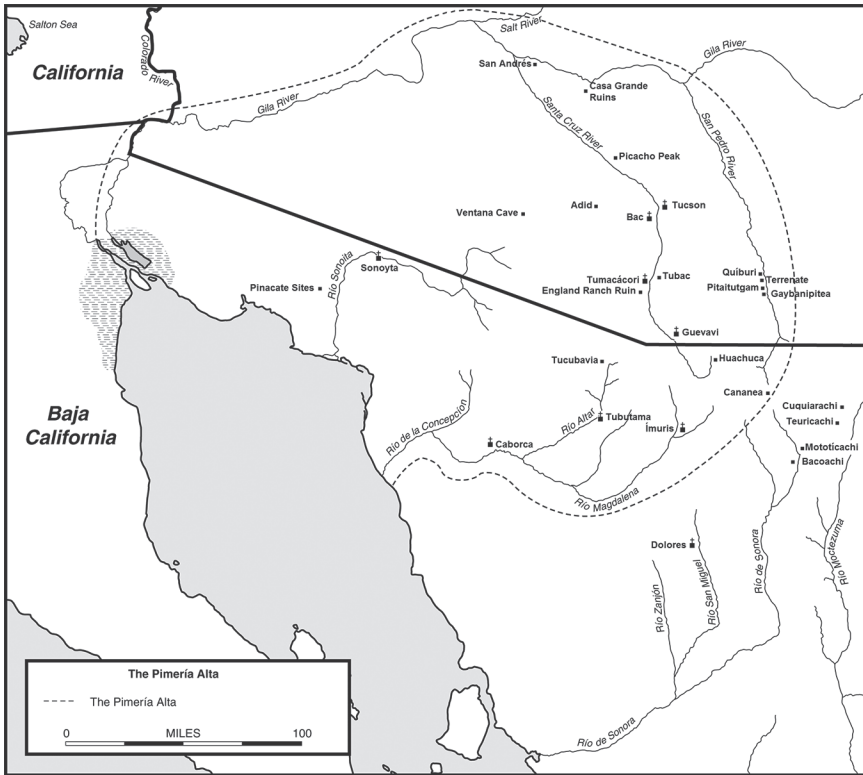 Salton Sea
California
Colorado
River
Salt River
Gila River
Gila River
San Andres
Casa Grande
Ruins
Santa Cruz River
San Pedro River
Picacho Peak
Ventana Cave
Adid
Tucson
Bac
Río Sonoita
Sonoyta
Pinacate Sites
Tumacácori
Tubac
England Ranch Ruin
Quiburi
Terrenate
Pitaitutgam
Gaybanipitea
Guevavi
Tucubavia
Huachuca
Cananea
Cuquiarachi
Teuricachi
Baja
California
Río de la Concepción
Caborca
Río Altar
Tubutama
Ímuris
Mototícachi
Bacoachi
Río Magdalena
Dolores
Río Zanjón
Río San Miguel
Río de Sonora
Río Moctezuma
Río de Sonora
The Pimería Alta
The Pimería Alta
0 MILES 100